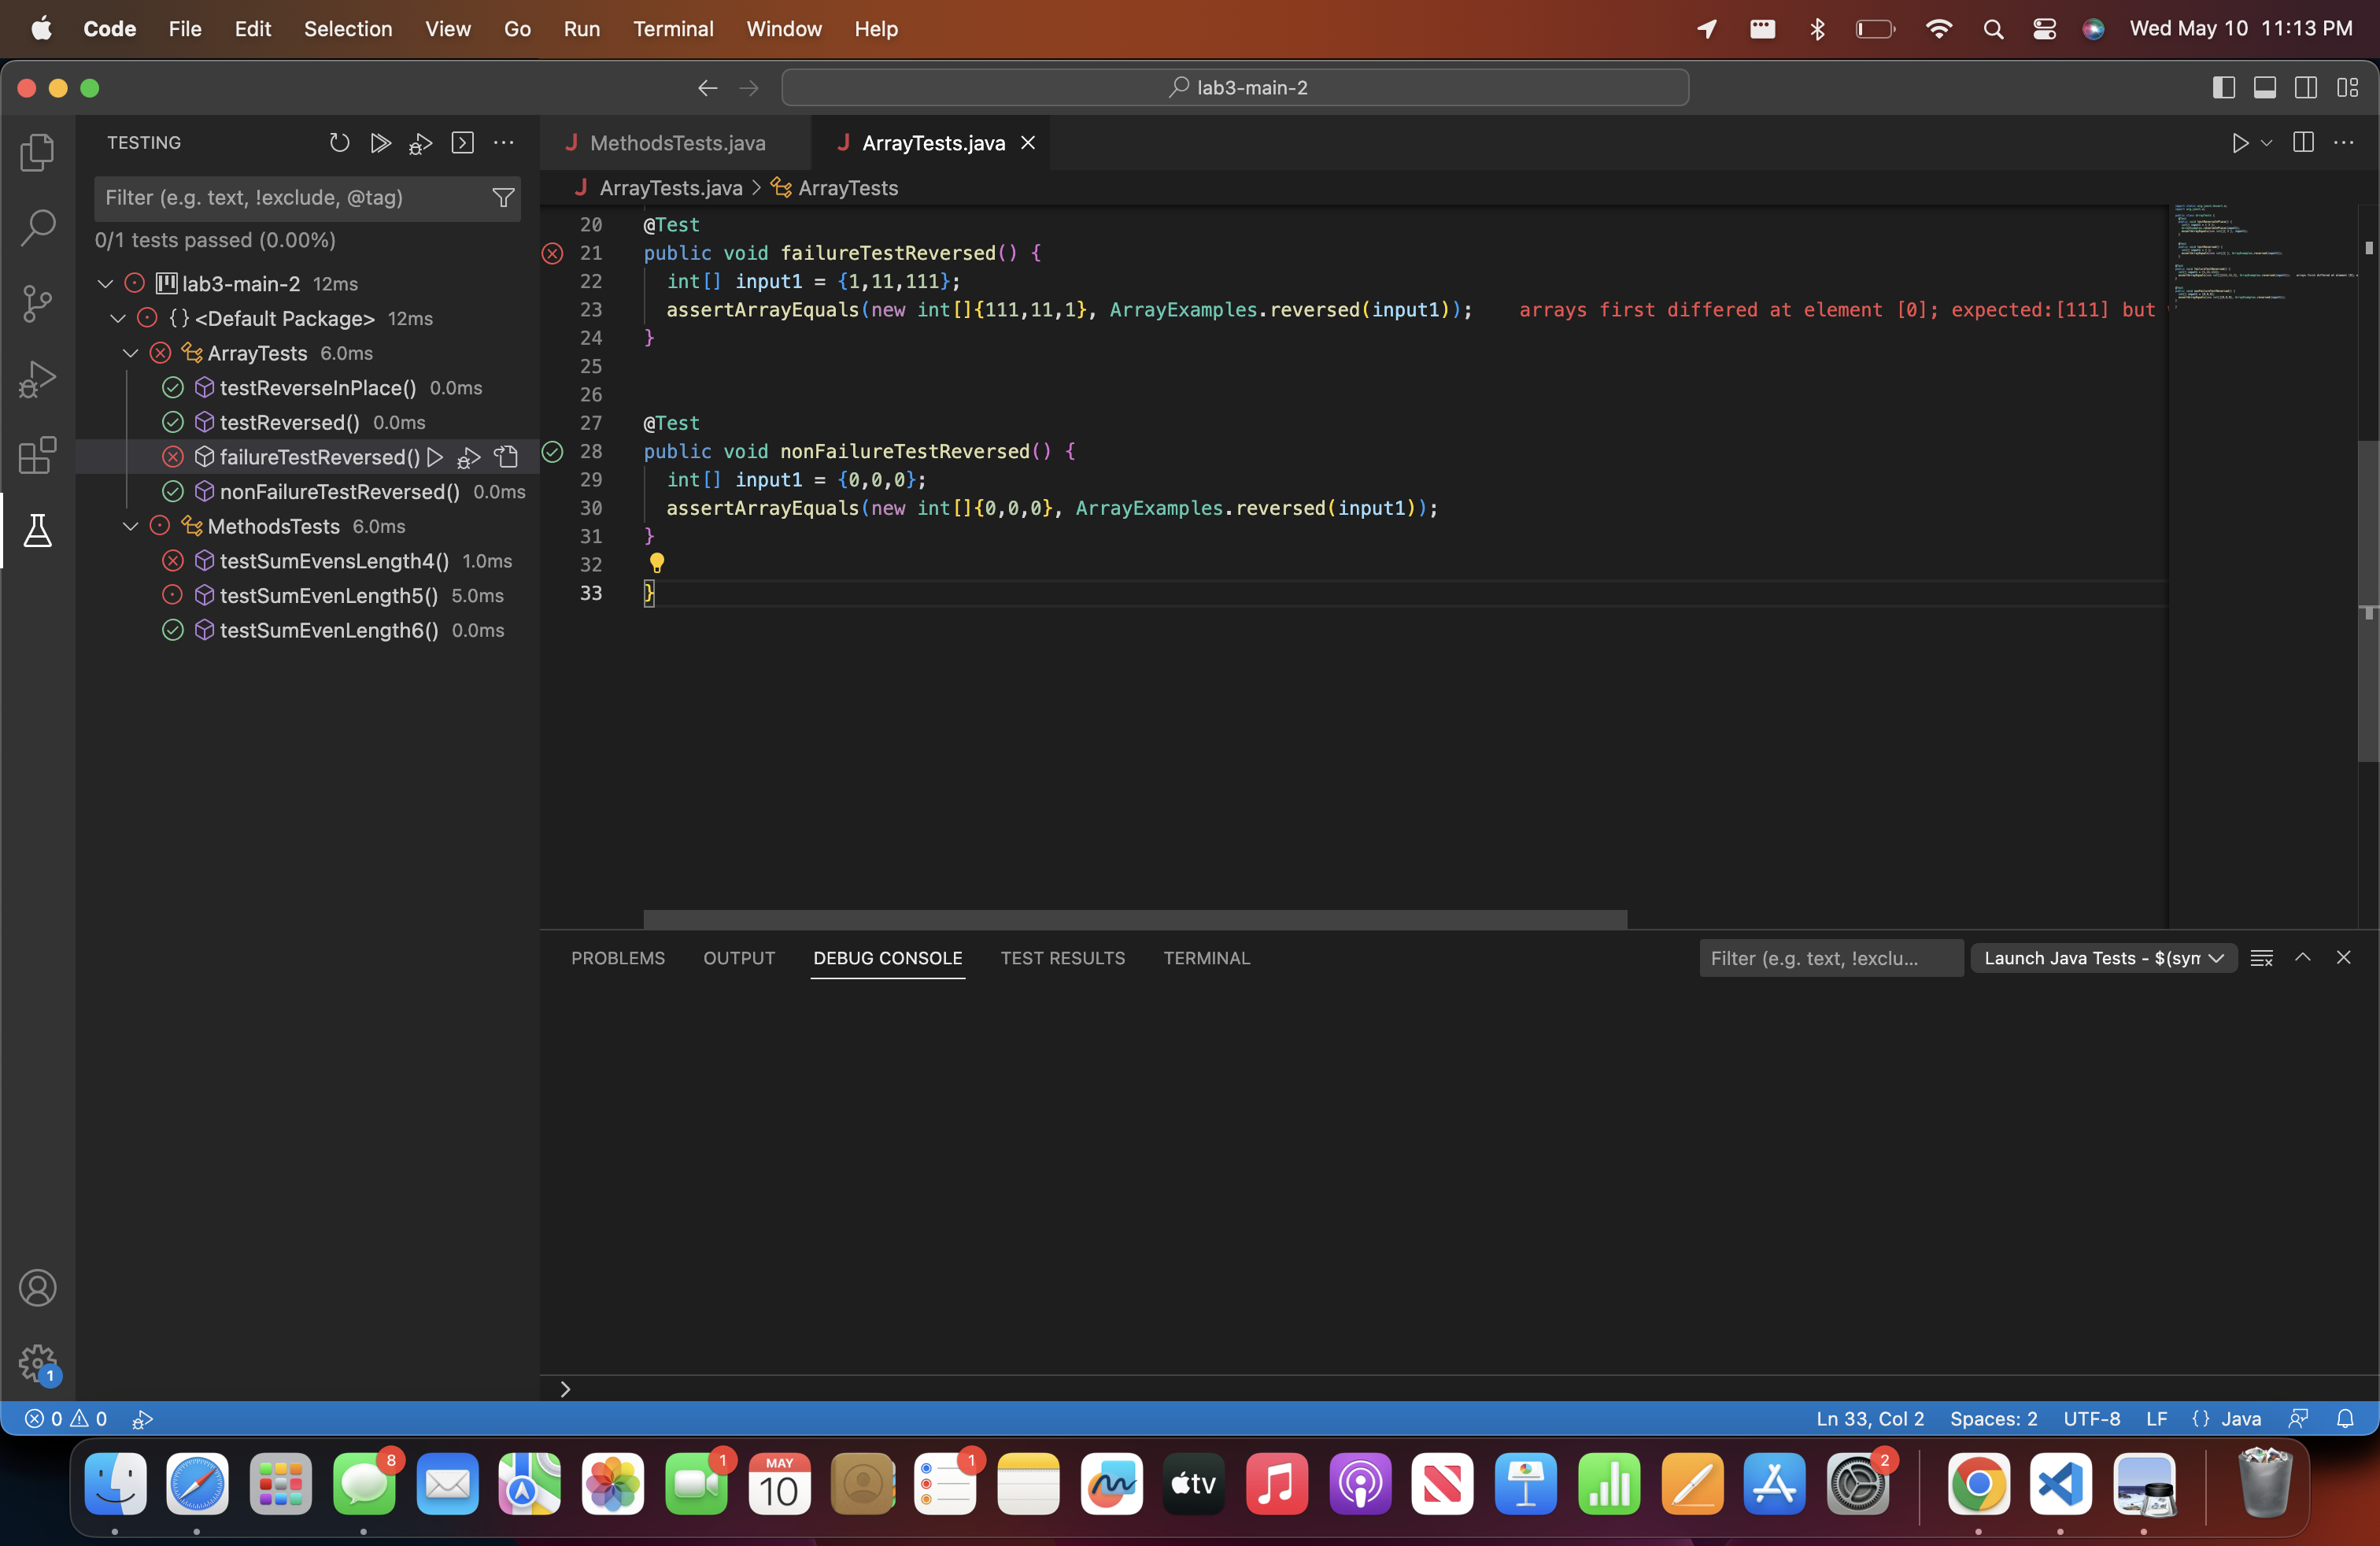 Code File Edit Selection View Go Run Terminal Window Help Wed May 10 11:13 PM
lab3-main-2
TESTING
MethodsTests.java ArrayTests.java
ArrayTests.java > ArrayTests
Filter (e.g. text, !exclude, @tag)
0/1 tests passed (0.00%)
lab3-main-2 12ms
{} <Default Package> 12ms
ArrayTests 6.0ms
testReverseInPlace() 0.0ms
testReversed() 0.0ms
failureTestReversed()
nonFailureTestReversed() 0.0ms
MethodsTests 6.0ms
testSumEvensLength4() 1.0ms
testSumEvenLength5() 5.0ms
testSumEvenLength6() 0.0ms
20 @Test
21 public void failureTestReversed() {
22 int[] input1 = {1,11,111};
23 assertArrayEquals(new int[]{111,11,1}, ArrayExamples.reversed(input1)); arrays first differed at element [0]; expected:[111] but
24 }
25
26
27 @Test
28 public void nonFailureTestReversed() {
29 int[] input1 = {0,0,0};
30 assertArrayEquals(new int[]{0,0,0}, ArrayExamples.reversed(input1));
31 }
32
33 }
PROBLEMS OUTPUT DEBUG CONSOLE TEST RESULTS TERMINAL Filter (e.g. text, !exclu... Launch Java Tests - $(syn
1
0 0 Ln 33, Col 2 Spaces: 2 UTF-8 LF {} Java
8 1 MAY 10 1 tv 2